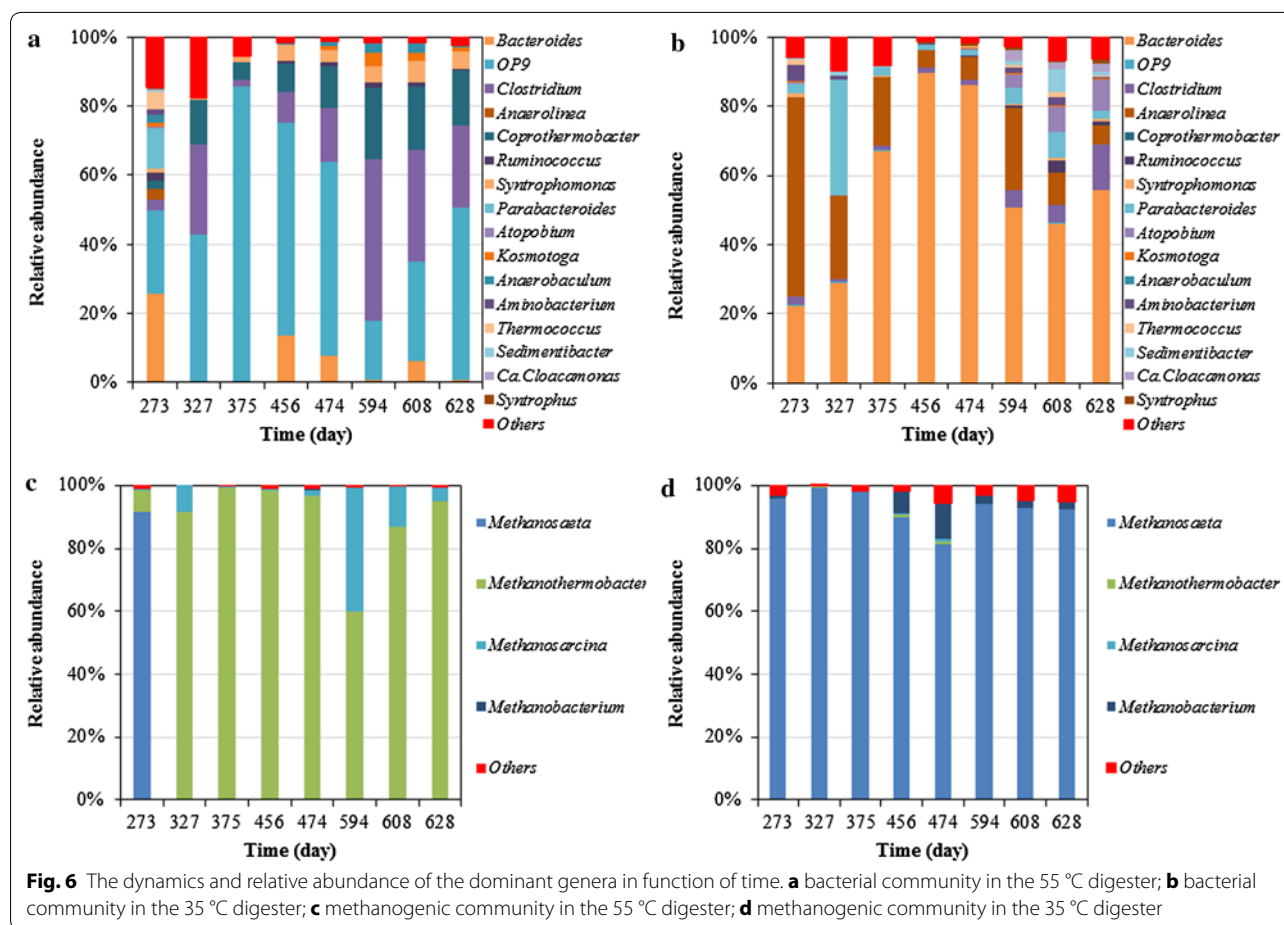 a
100%
80%
60%
40%
20%
0%
Relative abundance
273 327 375 456 474 594 608 628
Time (day)
Bacteroides
OP9
Clostridium
Anaerolinea
Coprothermobacter
Ruminococcus
Syntrophomonas
Parabacteroides
Atopobium
Kosmotoga
Anaerobaculum
Aminobacterium
Thermococcus
Sedimentibacter
Ca.Cloacamonas
Syntrophus
Others
b
100%
80%
60%
40%
20%
0%
Relative abundance
273 327 375 456 474 594 608 628
Time (day)
Bacteroides
OP9
Clostridium
Anaerolinea
Coprothermobacter
Ruminococcus
Syntrophomonas
Parabacteroides
Atopobium
Kosmotoga
Anaerobaculum
Aminobacterium
Thermococcus
Sedimentibacter
Ca.Cloacamonas
Syntrophus
Others
c
100%
80%
60%
40%
20%
0%
Relative abundance
273 327 375 456 474 594 608 628
Time (day)
Methanosaeta
Methanothermobacter
Methanosarcina
Methanobacterium
Others
d
100%
80%
60%
40%
20%
0%
Relative abundance
273 327 375 456 474 594 608 628
Time (day)
Methanosaeta
Methanothermobacter
Methanosarcina
Methanobacterium
Others
Fig. 6 The dynamics and relative abundance of the dominant genera in function of time. a bacterial community in the 55 °C digester; b bacterial
community in the 35 °C digester; c methanogenic community in the 55 °C digester; d methanogenic community in the 35 °C digester